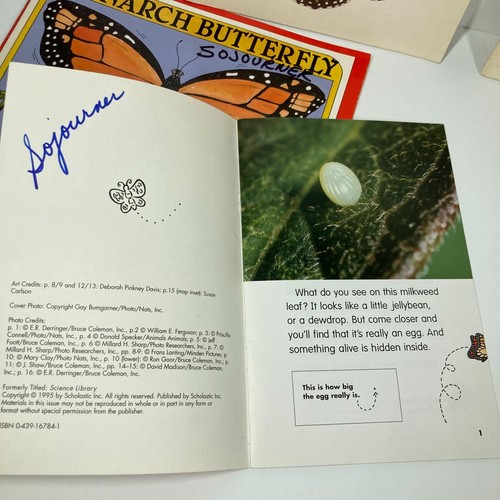 NARCH BUTTERFLY
SOJOURNER
Sojourner
Art Credits: p. 8/9 and 12/13: Deborah Pinkney Davis; p.15 (map inset): Susan
Carlson
Cover Photo: Copyright Gay Bumgarner/Photo/Nats, Inc.
Photo Credits:
p. 1: © E.R. Derringer/Bruce Coleman, Inc., p.2 © William E. Ferguson; p. 3: © Priscilla
Connell/Photo/Nats, Inc., p. 4 © Donald Specker/Animals Animals; p. 5: © Jeff
Foott/Bruce Coleman, Inc., p. 6 © Millard H. Sharp/Photo Researchers, Inc., p. 7: ©
Millard H. Sharp/Photo Researchers, Inc., pp. 8-9: © Frans Lanting/Minden Pictures; p.
10: © Mary Clay/Photo Nats, Inc., p. 10 (flower): © Ron Goor/Bruce Coleman, Inc., p.
11: © J. Shaw/Bruce Coleman, Inc., pp. 14-15: © David Madison/Bruce Coleman,
Inc., p. 16: © E.R. Derringer/Bruce Coleman, Inc.
Formerly Titled: Science Library
Copyright © 1995 by Scholastic Inc. All rights reserved. Published by Scholastic Inc.
Materials in this issue may not be reproduced in whole or in part in any form or
format without special permission from the publisher.
ISBN 0-439-16784-1
What do you see on this milkweed
leaf? It looks like a little jellybean,
or a dewdrop. But come closer and
you'll find that it's really an egg. And
something alive is hidden inside.
This is how big
the egg really is.
1